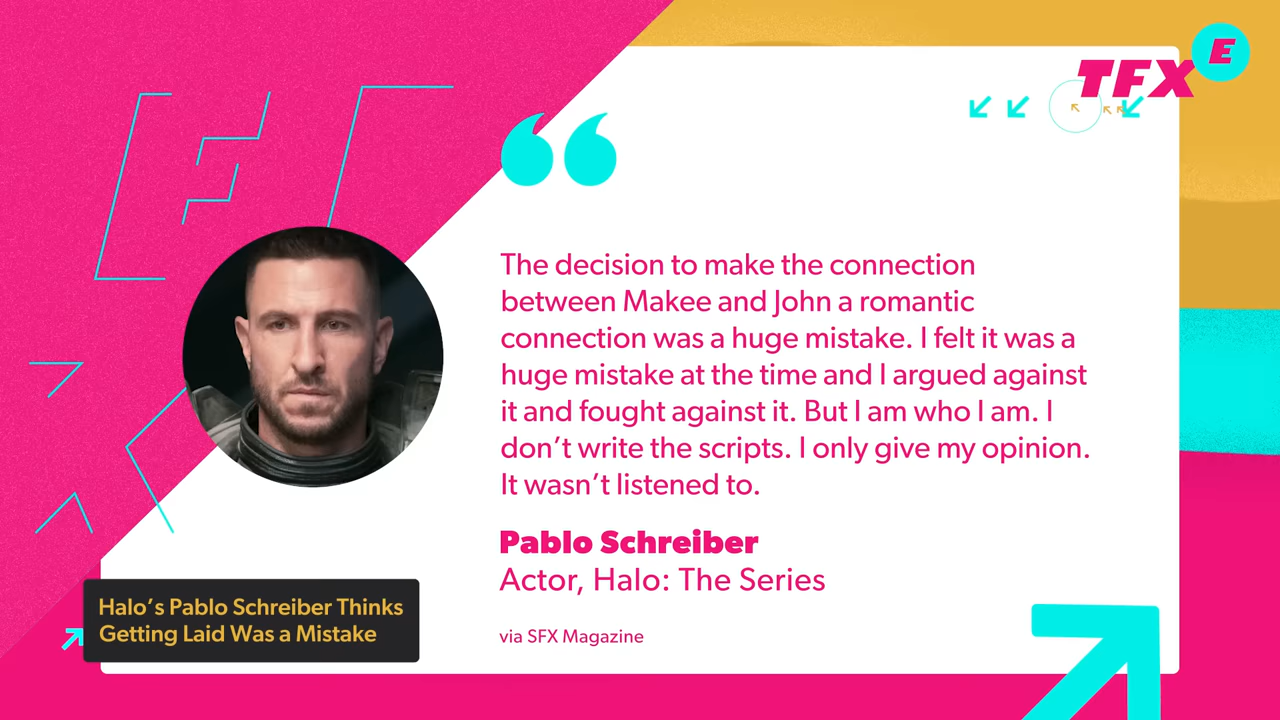 TFX E
The decision to make the connection
between Makee and John a romantic
connection was a huge mistake. I felt it was a
huge mistake at the time and I argued against
it and fought against it. But I am who I am. I
don’t write the scripts. I only give my opinion.
It wasn’t listened to.
Pablo Schreiber
Actor, Halo: The Series
via SFX Magazine
Halo’s Pablo Schreiber Thinks
Getting Laid Was a Mistake